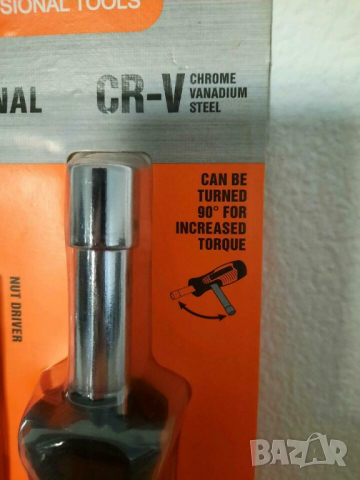 SIONAL TOOLS
NAL
CR-V
CHROME
VANADIUM
STEEL
CAN BE
TURNED
90° FOR
INCREASED
TORQUE
NUT DRIVER
BAZAR